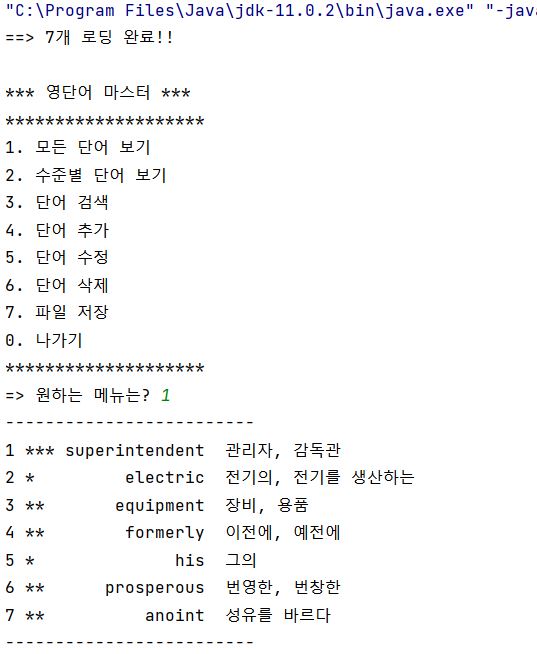 "C:\Program Files\Java\jdk-11.0.2\bin\java.exe" "-java
==> 7개 로딩 완료!!
*** 영단어 마스터 ***
********************
1. 모든 단어 보기
2. 수준별 단어 보기
3. 단어 검색
4. 단어 추가
5. 단어 수정
6. 단어 삭제
7. 파일 저장
0. 나가기
********************
=> 원하는 메뉴는? 1
-------------------------
1 *** superintendent  관리자, 감독관
2 *         electric  전기의, 전기를 생산하는
3 **       equipment  장비, 용품
4 **        formerly  이전에, 예전에
5 *              his  그의
6 **      prosperous  번영한, 번창한
7 **          anoint  성유를 바르다
-------------------------